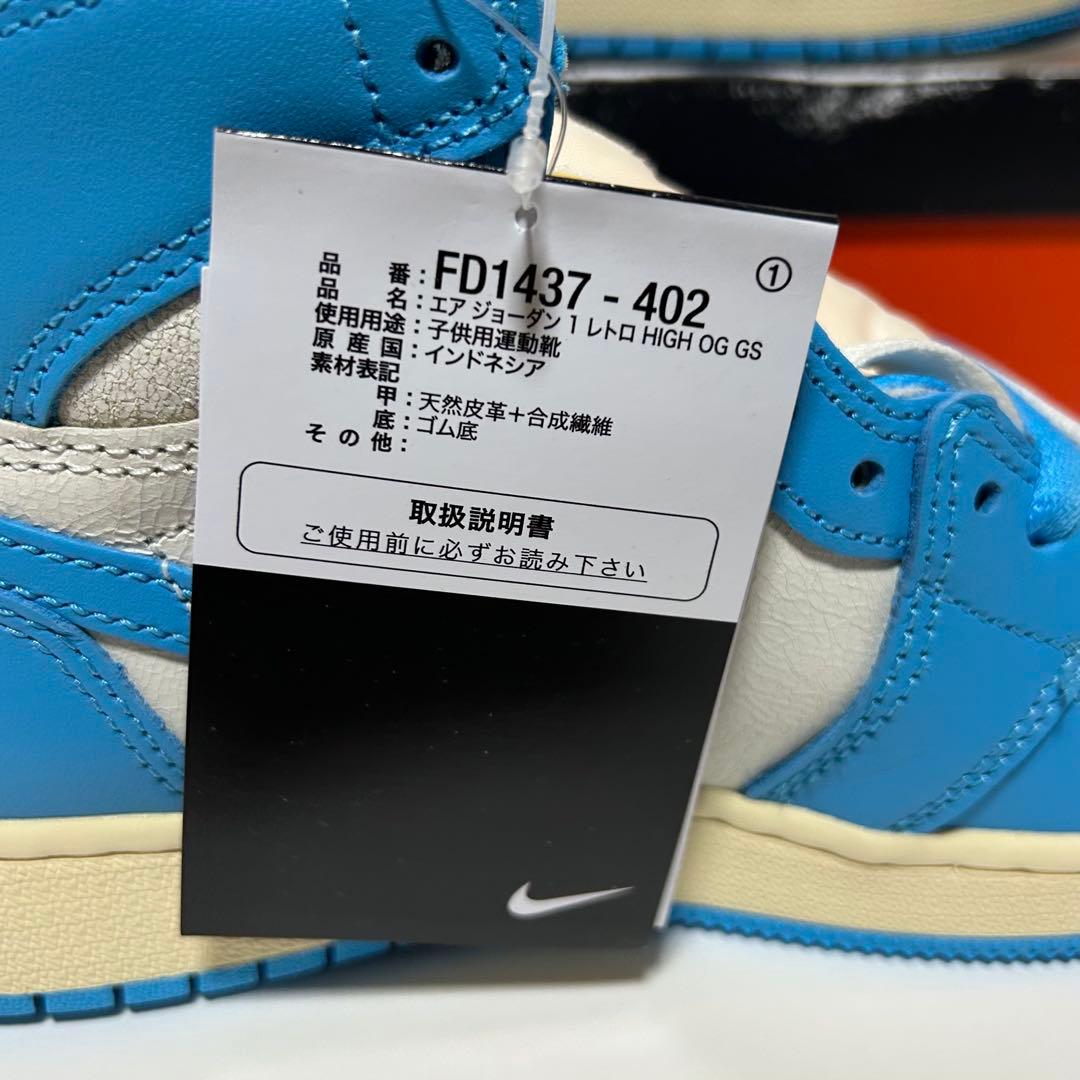 ①
品番：FD1437 - 402
品名：エア ジョーダン 1 レトロ HIGH OG GS
使用用途：子供用運動靴
原産国：インドネシア
素材表記
甲：天然皮革＋合成繊維
底：ゴム底
その他：
取扱説明書
ご使用前に必ずお読み下さい